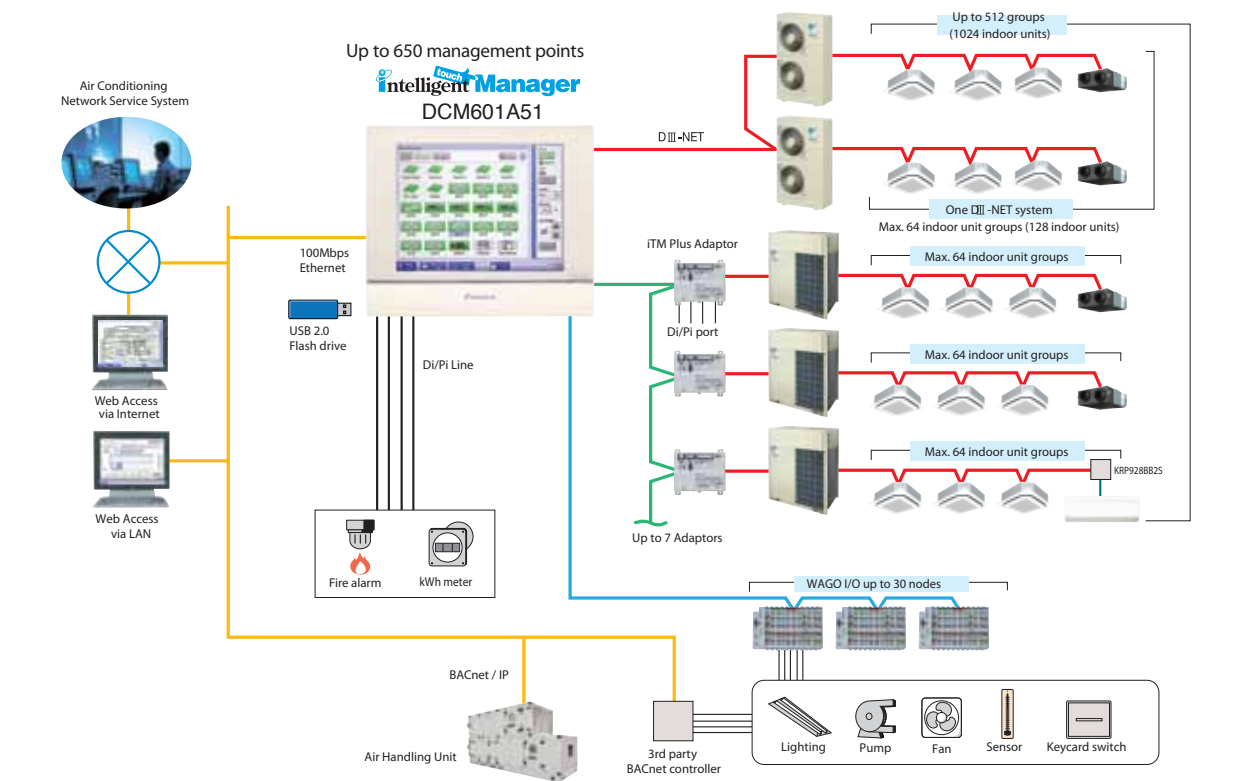 Up to 650 management points
touch
intelligent Manager
DCM601A51
Air Conditioning
Network Service System
Up to 512 groups
(1024 indoor units)
DⅢ-NET
One DⅢ-NET system
Max. 64 indoor unit groups (128 indoor units)
100Mbps
Ethernet
iTM Plus Adaptor
Max. 64 indoor unit groups
USB 2.0
Flash drive
Di/Pi port
Di/Pi Line
Max. 64 indoor unit groups
Web Access
via Internet
Max. 64 indoor unit groups
KRP928BB2S
Web Access
via LAN
Up to 7 Adaptors
Fire alarm
kWh meter
WAGO I/O up to 30 nodes
BACnet / IP
Air Handling Unit
3rd party
BACnet controller
Lighting
Pump
Fan
Sensor
Keycard switch